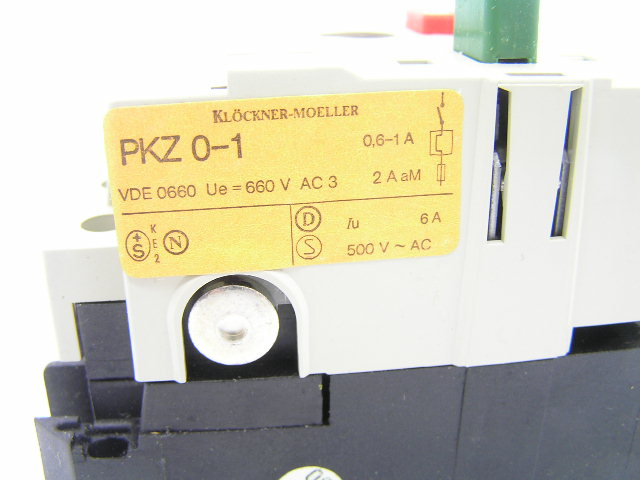 KLÖCKNER-MOELLER
PKZ 0-1 0,6-1 A
VDE 0660 Ue = 660 V AC 3 2 A aM
+S KE2 N D Iu 6 A
S 500 V ~ AC